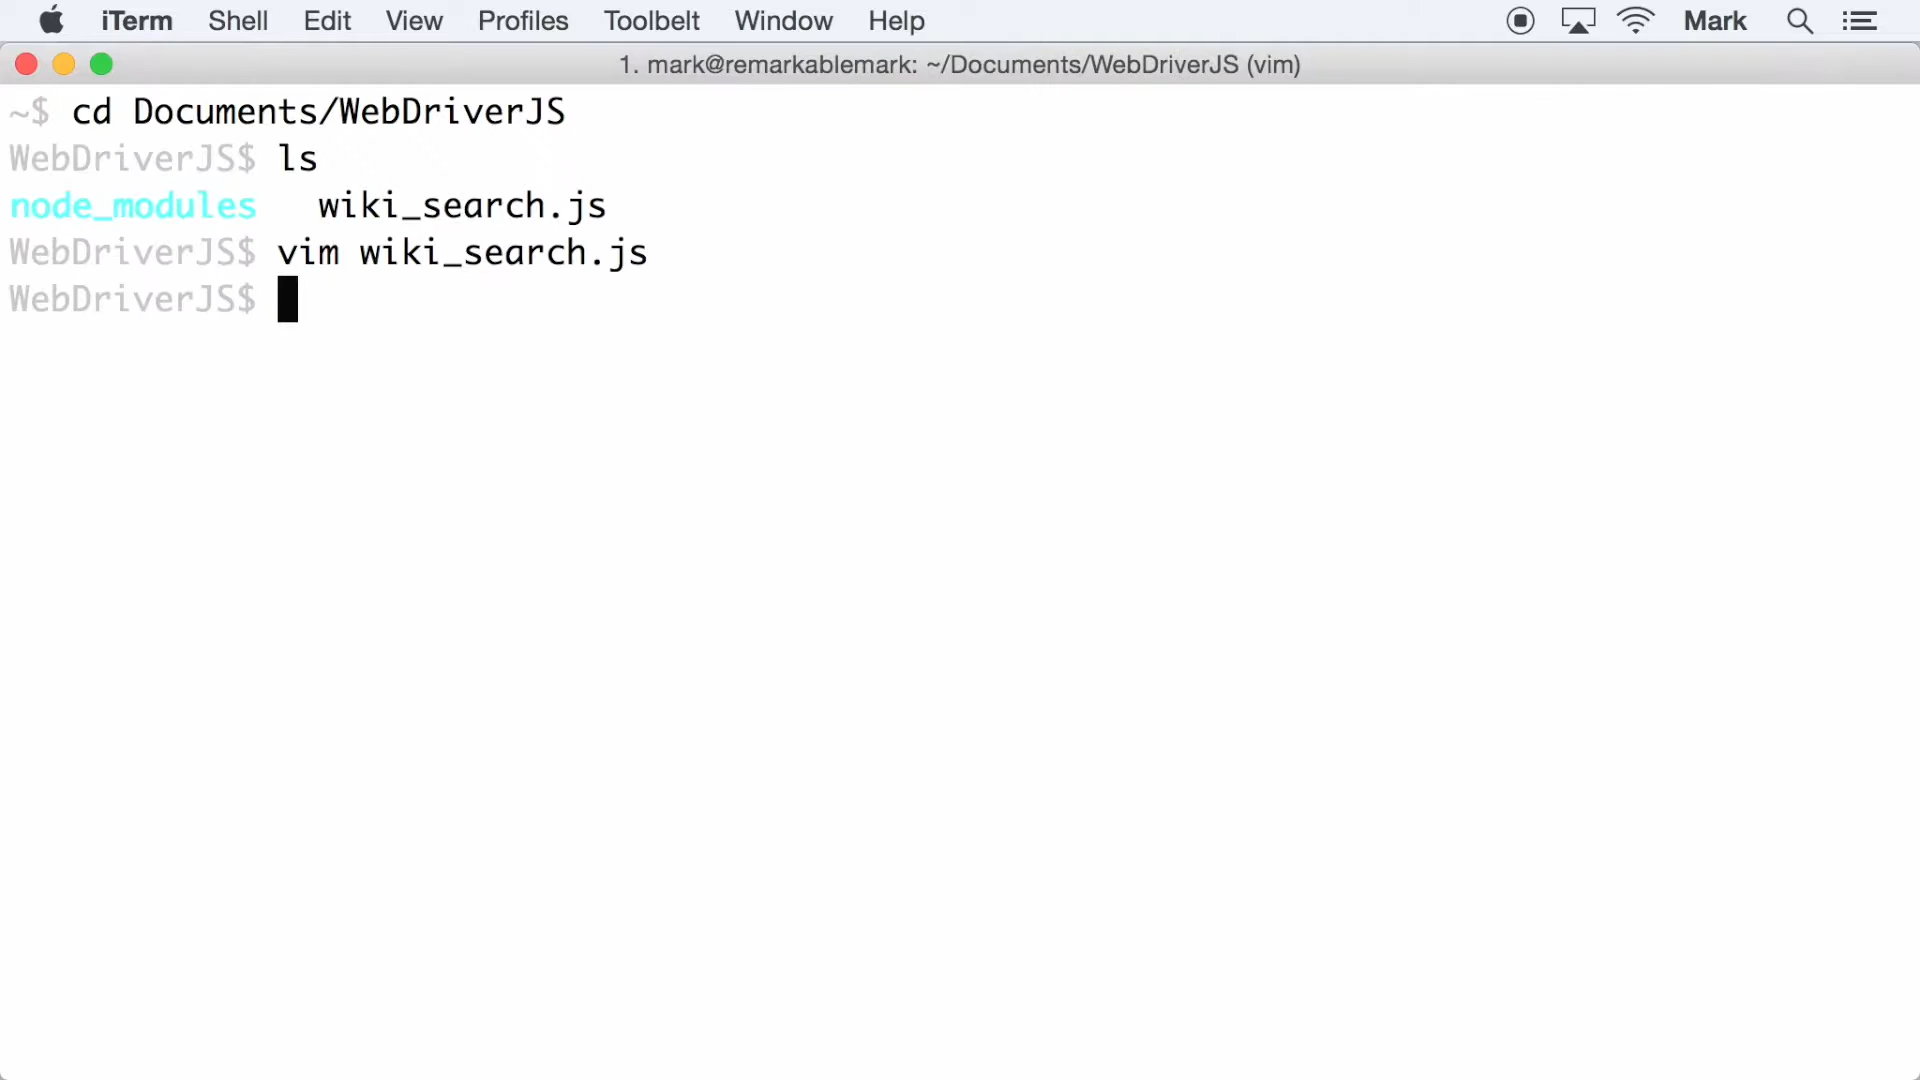 iTerm Shell Edit View Profiles Toolbelt Window Help Mark
1. mark@remarkablemark: ~/Documents/WebDriverJS (vim)
~$ cd Documents/WebDriverJS
WebDriverJS$ ls
node_modules   wiki_search.js
WebDriverJS$ vim wiki_search.js
WebDriverJS$